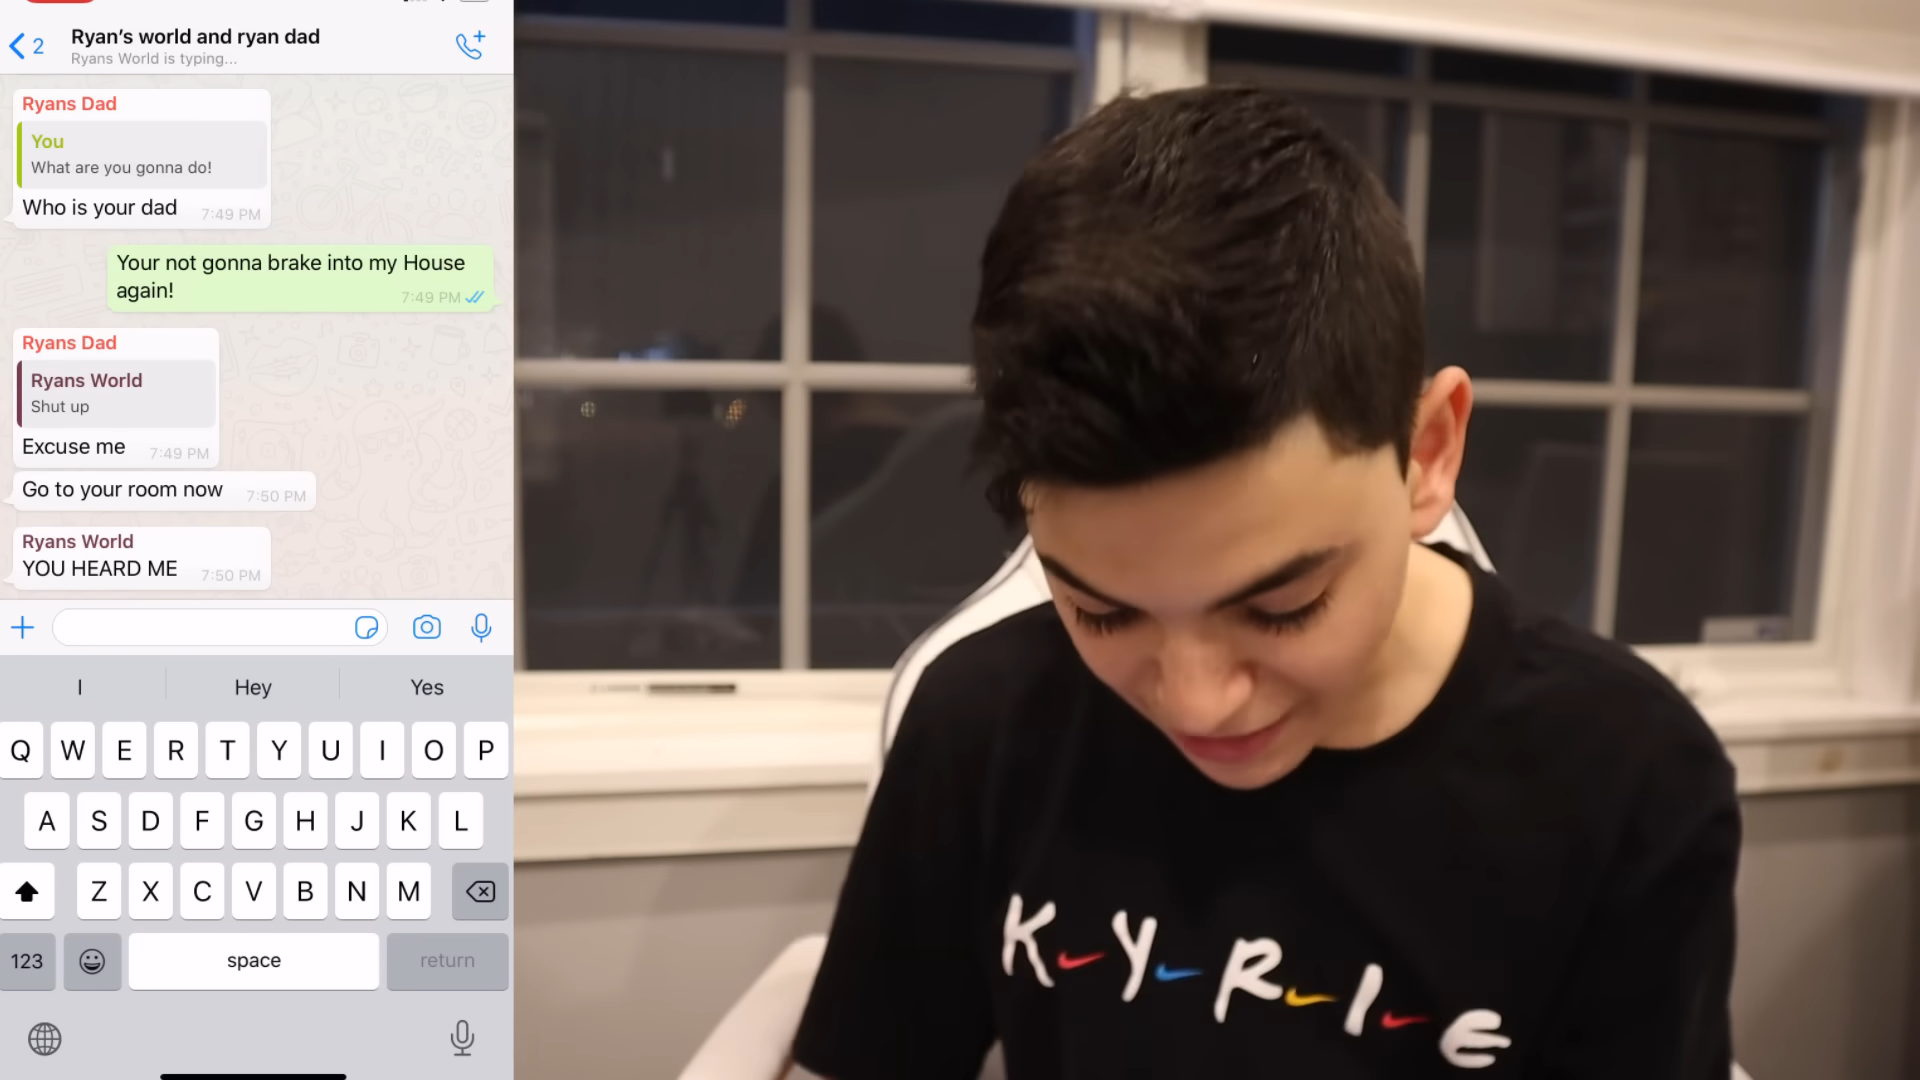 2
Ryan's world and ryan dad
Ryans World is typing...
Ryans Dad
You
What are you gonna do!
Who is your dad
7:49 PM
Your not gonna brake into my House
again!
7:49 PM
Ryans Dad
Ryans World
Shut up
Excuse me
7:49 PM
Go to your room now
7:50 PM
Ryans World
YOU HEARD ME
7:50 PM
I Hey Yes
Q W E R T Y U I O P
A S D F G H J K L
Z X C V B N M
123 space return
KYRIE